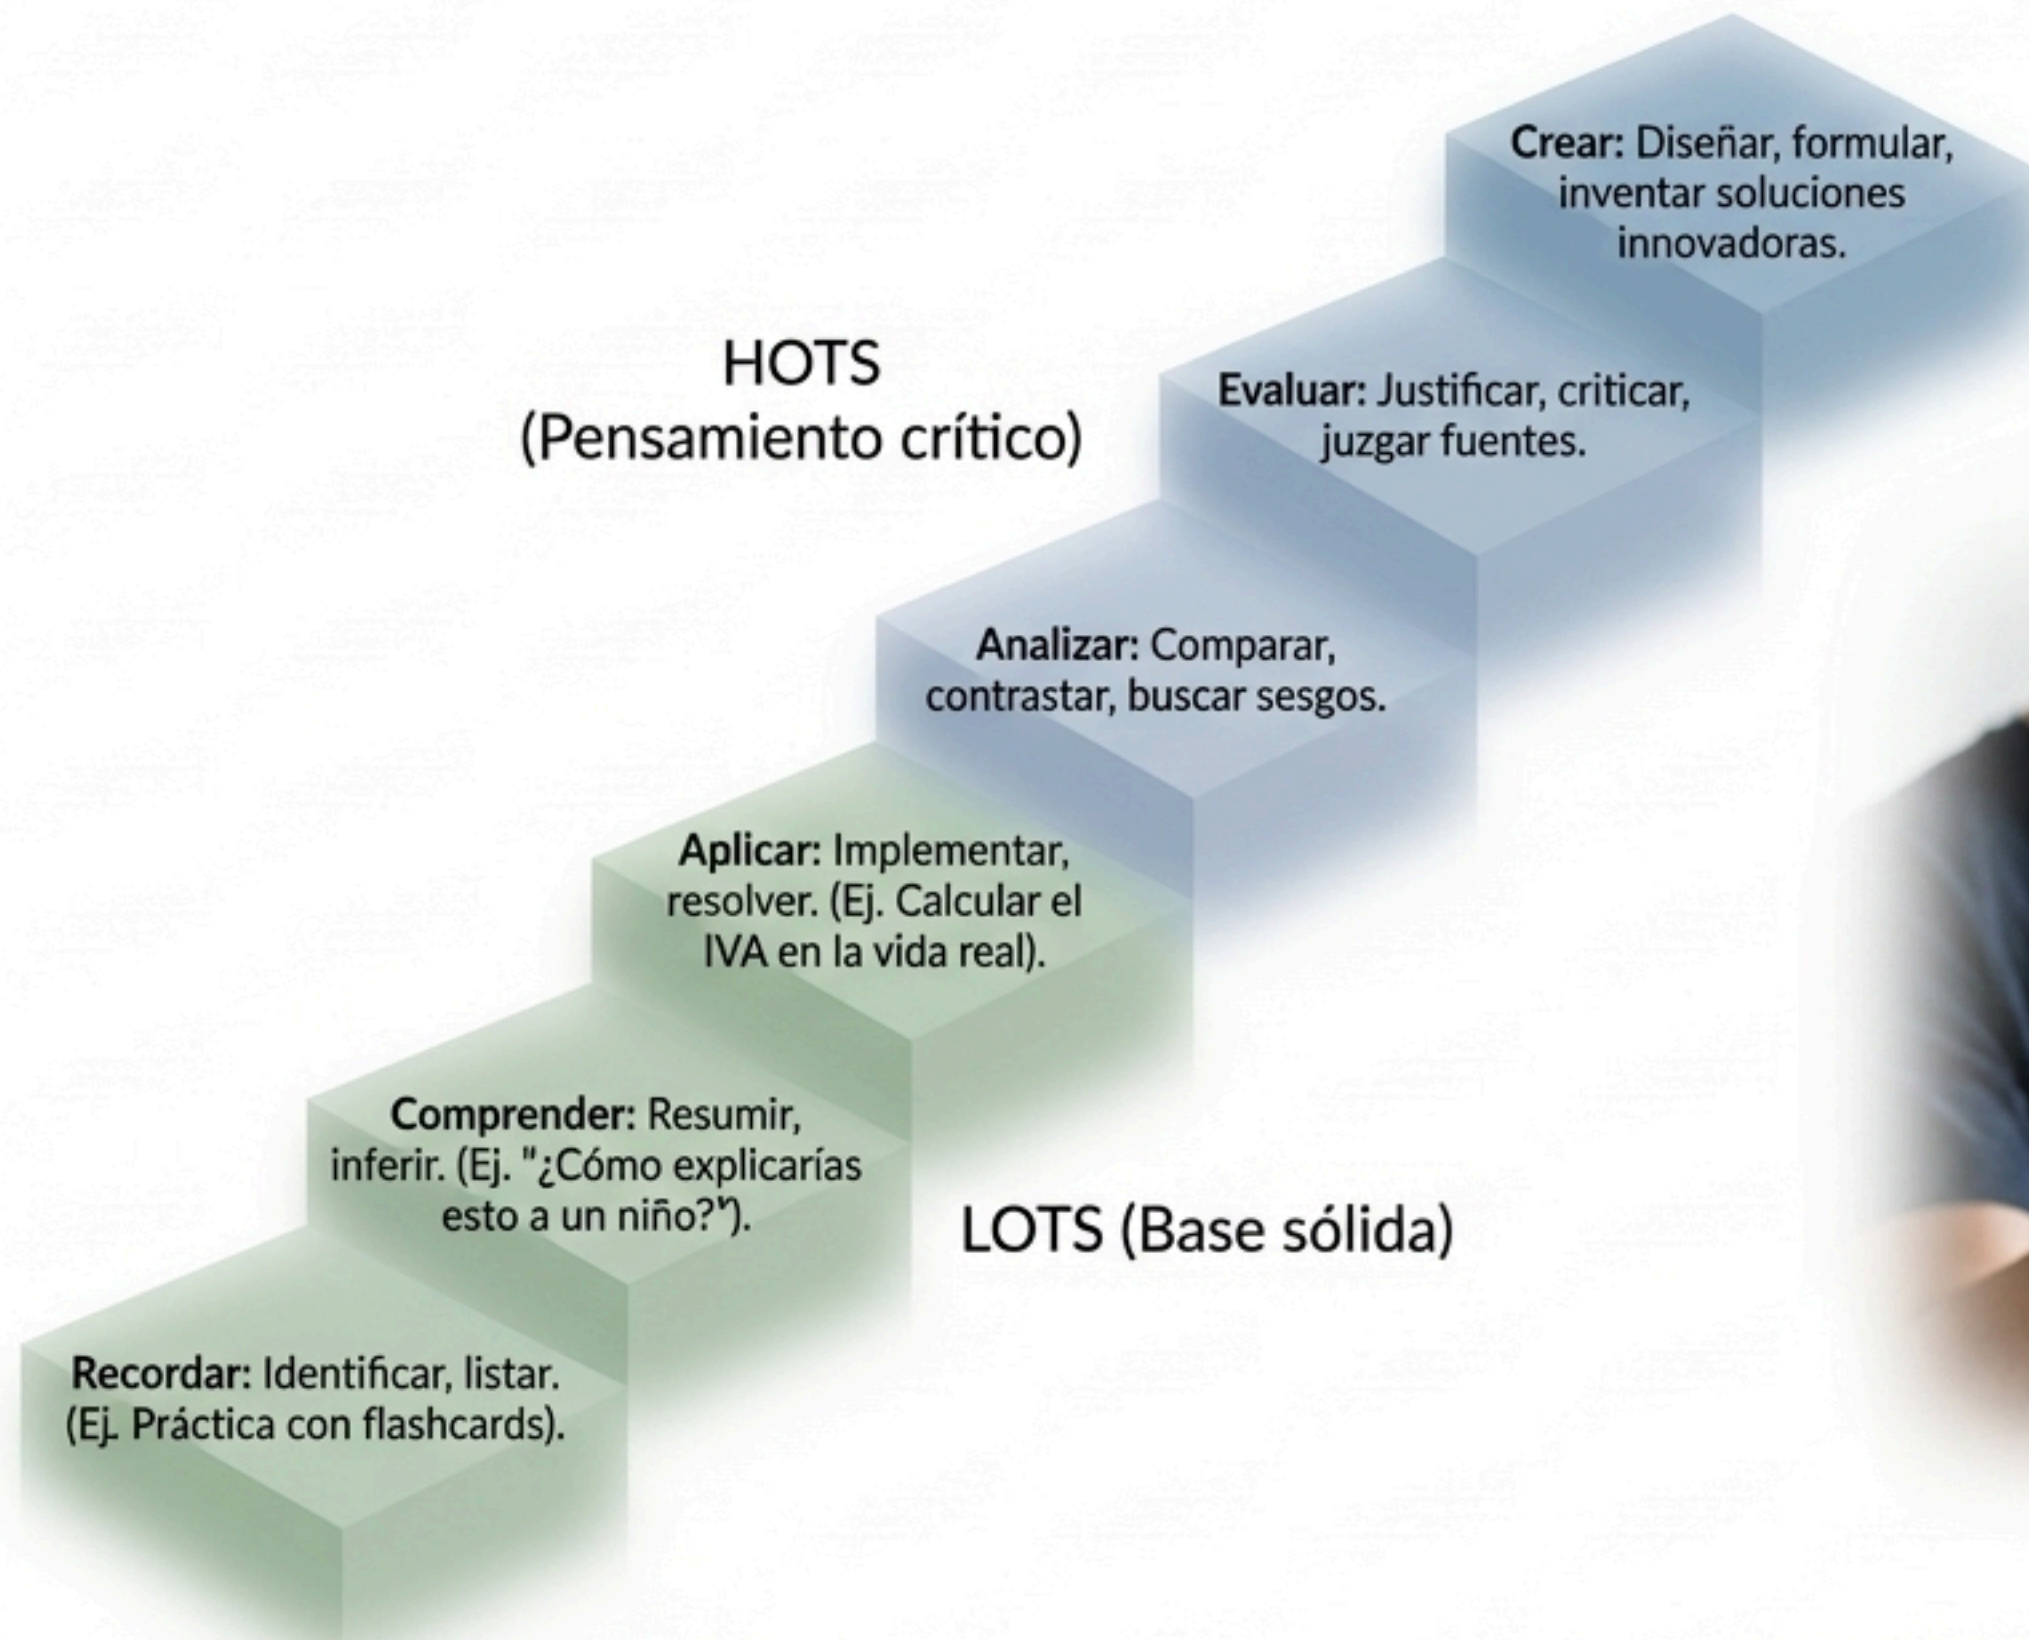 Crear: Diseñar, formular,
inventar soluciones
innovadoras.
HOTS
(Pensamiento crítico)
Evaluar: Justificar, criticar,
juzgar fuentes.
Analizar: Comparar,
contrastar, buscar sesgos.
Aplicar: Implementar,
resolver. (Ej. Calcular el
IVA en la vida real).
Comprender: Resumir,
inferir. (Ej. "¿Cómo explicarías
esto a un niño?").
LOTS (Base sólida)
Recordar: Identificar, listar.
(Ej. Práctica con flashcards).